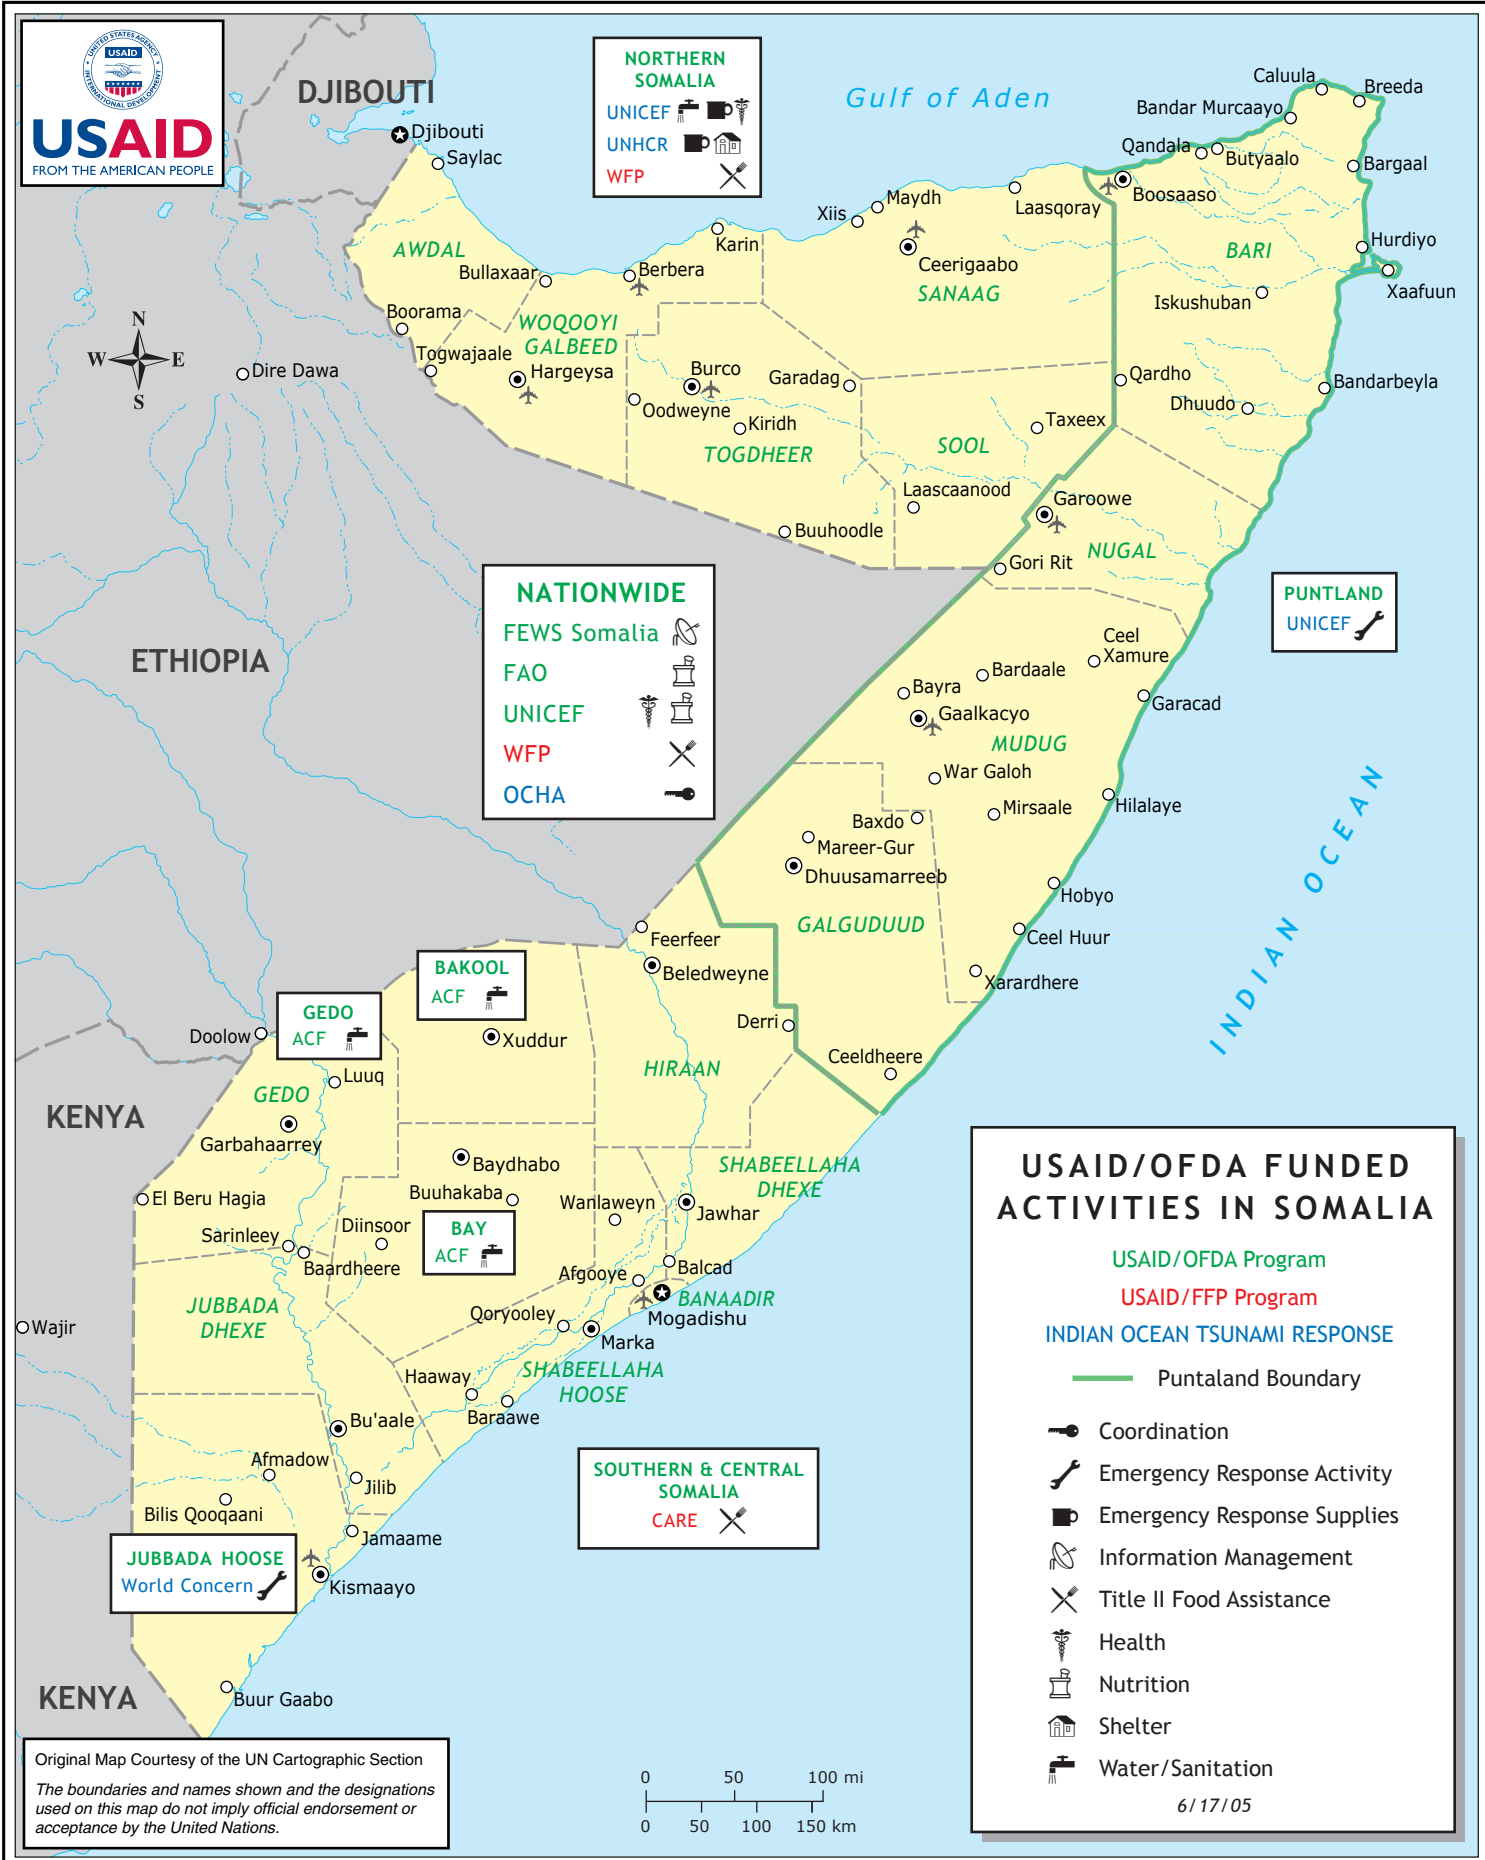 UNITED STATES AGENCY
USAID
INTERNATIONAL DEVELOPMENT
USAID
FROM THE AMERICAN PEOPLE
DJIBOUTI
Djibouti
Saylac
NORTHERN
SOMALIA
UNICEF
UNHCR
WFP
Gulf of Aden
Caluula
Breeda
Bandar Murcaayo
Qandala
Butyaalo
Bargaal
Boosaaso
Laasqoray
Maydh
Xiis
Karin
Ceerigaabo
SANAAG
BARI
Hurdiyo
Xaafuun
Iskushuban
AWDAL
Bullaxaar
Berbera
Boorama
WOQOOYI
GALBEED
Togwajaale
Hargeysa
N
W
E
S
Dire Dawa
Burco
Garadag
Oodweyne
Kiridh
TOGDHEER
SOOL
Taxeex
Qardho
Dhuudo
Bandarbeyla
Laascaanood
Garoowe
Buuhoodle
NUGAL
Gori Rit
ETHIOPIA
NATIONWIDE
FEWS Somalia
FAO
UNICEF
WFP
OCHA
PUNTLAND
UNICEF
Ceel
Xamure
Bardaale
Bayra
Garacad
Gaalkacyo
MUDUG
War Galoh
Mirsaale
Hilalaye
Baxdo
Mareer-Gur
Dhuusamarreeb
Hobyo
GALGUDUUD
Ceel Huur
Xarardhere
INDIAN OCEAN
Feerfeer
Beledweyne
BAKOOL
ACF
GEDO
ACF
Doolow
Xuddur
Derri
Ceeldheere
HIRAAN
Luuq
GEDO
KENYA
Garbahaarrey
Baydhabo
SHABEELLAHA
DHEXE
El Beru Hagia
Buuhakaba
Wanlaweyn
Jawhar
Diinsoor
BAY
ACF
Sarinleey
Baardheere
Afgooye
Balcad
BANAADIR
Mogadishu
JUBBADA
DHEXE
Qoryooley
Marka
Wajir
Haaway
SHABEELLAHA
HOOSE
Baraawe
Bu'aale
Afmadow
Jilib
Bilis Qooqaani
Jamaame
JUBBADA HOOSE
World Concern
Kismaayo
SOUTHERN & CENTRAL
SOMALIA
CARE
KENYA
Buur Gaabo
USAID/OFDA FUNDED
ACTIVITIES IN SOMALIA
USAID/OFDA Program
USAID/FFP Program
INDIAN OCEAN TSUNAMI RESPONSE
Puntaland Boundary
Coordination
Emergency Response Activity
Emergency Response Supplies
Information Management
Title II Food Assistance
Health
Nutrition
Shelter
Water/Sanitation
6/17/05
Original Map Courtesy of the UN Cartographic Section
The boundaries and names shown and the designations
used on this map do not imply official endorsement or
acceptance by the United Nations.
0 50 100 mi
0 50 100 150 km